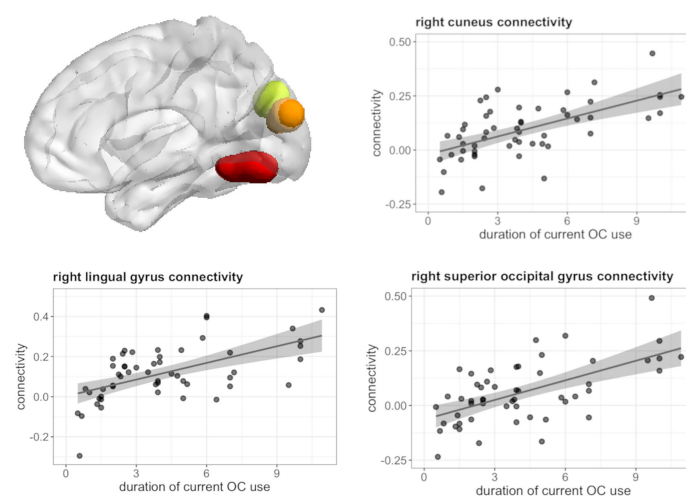 right cuneus connectivity
0.50
0.25
0.00
-0.25
connectivity
0 3 6 9
duration of current OC use
right lingual gyrus connectivity
0.4
0.2
0.0
-0.2
connectivity
0 3 6 9
duration of current OC use
right superior occipital gyrus connectivity
0.50
0.25
0.00
-0.25
connectivity
0 3 6 9
duration of current OC use